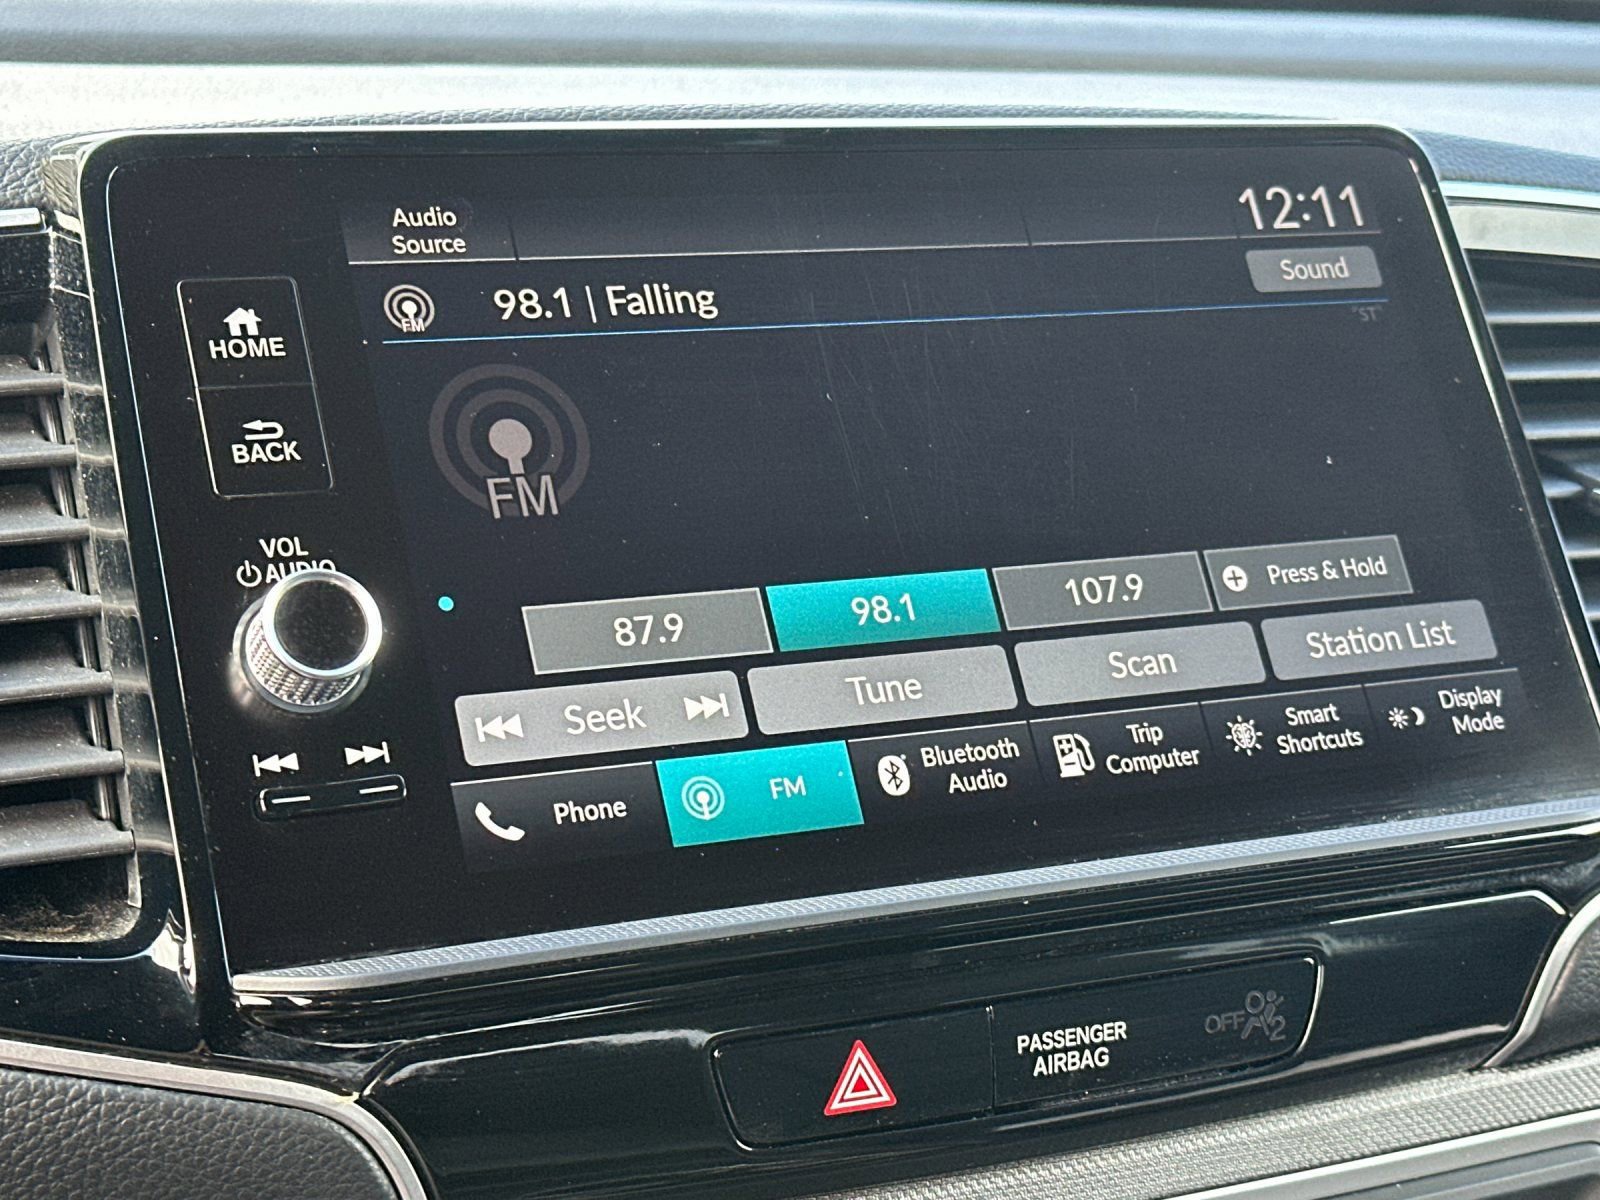 Audio
Source
12:11
Sound
FM
98.1 | Falling
"ST"
HOME
BACK
FM
VOL
AUDIO
87.9
98.1
107.9
Press & Hold
Seek
Tune
Scan
Station List
Phone
FM
Bluetooth
Audio
Trip
Computer
Smart
Shortcuts
Display
Mode
PASSENGER
AIRBAG
OFF
2